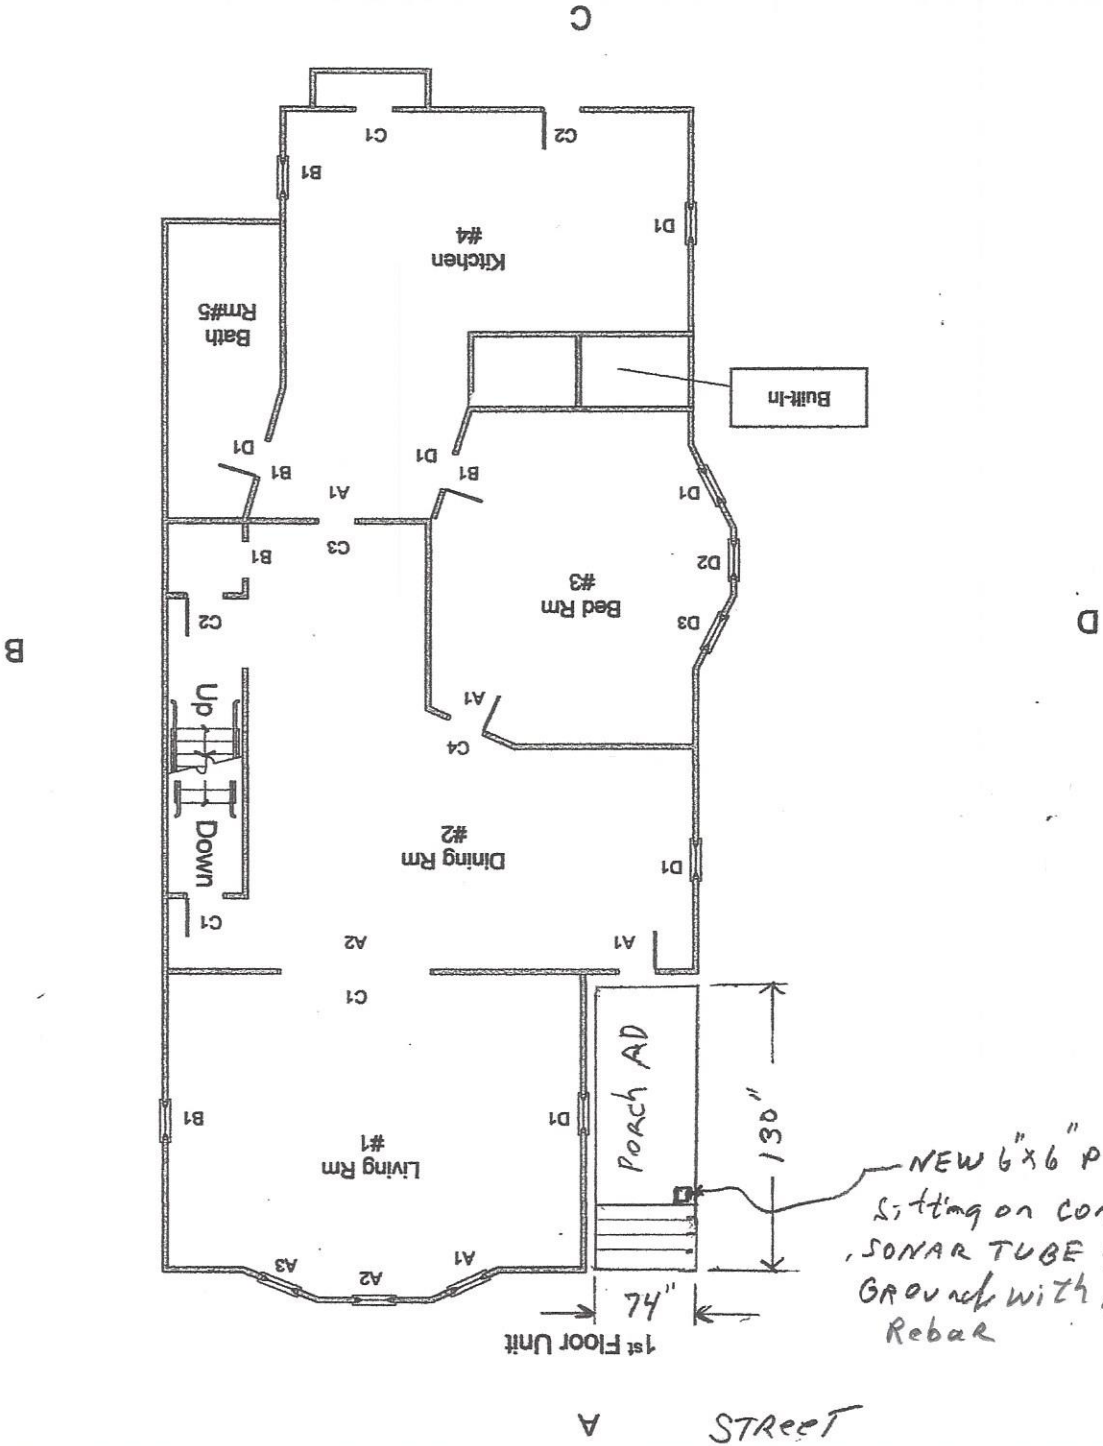 C
C1
C2
B1
D1
Kitchen
#4
Bath
Rm#5
Built-In
D1
B1
D1
B1
A1
C3
B1
D1
D2
D3
Bed Rm
#3
C2
B
D
Up
A1
C4
Down
Dining Rm
#2
D1
C1
A2
A1
C1
Porch AD
130"
B1
D1
Living Rm
#1
NEW 6"x6" P
Sitting on Con
SONAR TUBE
GROUND with
Rebar
A3
A2
A1
74"
1st Floor Unit
A
STReeT